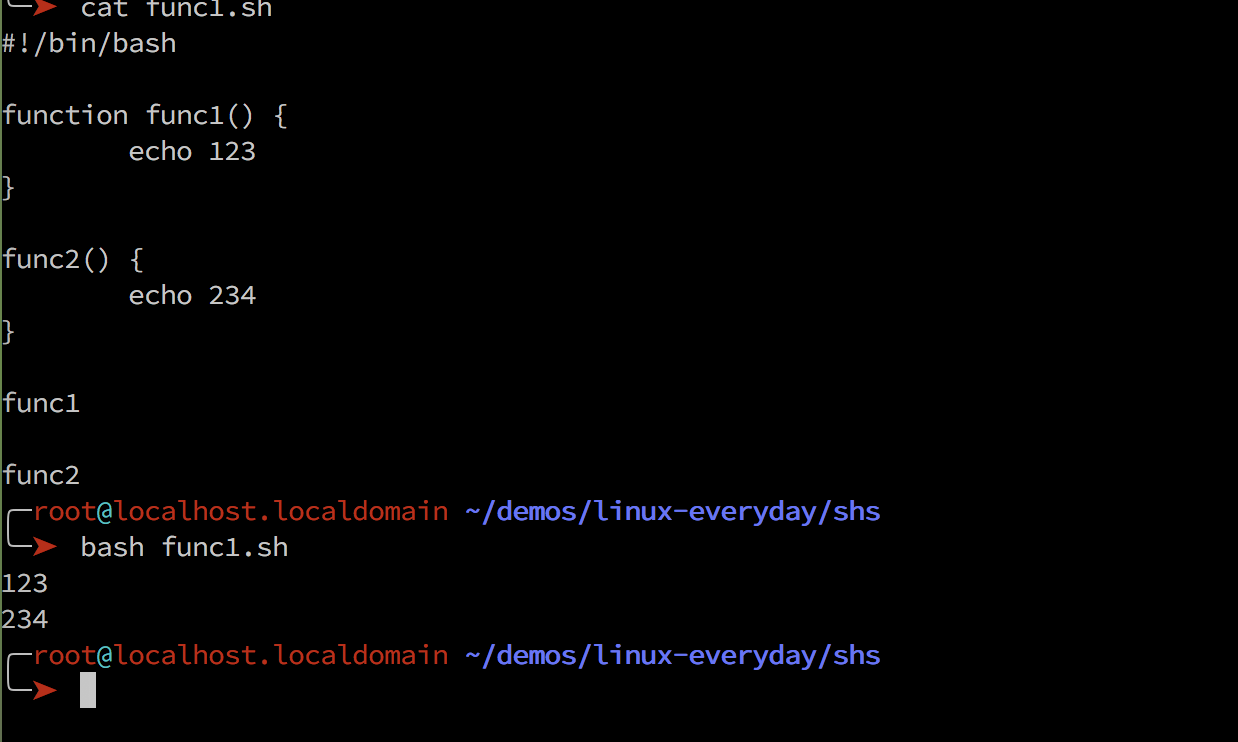 cat func1.sh
#!/bin/bash
function func1() {
echo 123
}
func2() {
echo 234
}
func1
func2
root@localhost.localdomain ~/demos/linux-everyday/shs
bash func1.sh
123
234
root@localhost.localdomain ~/demos/linux-everyday/shs